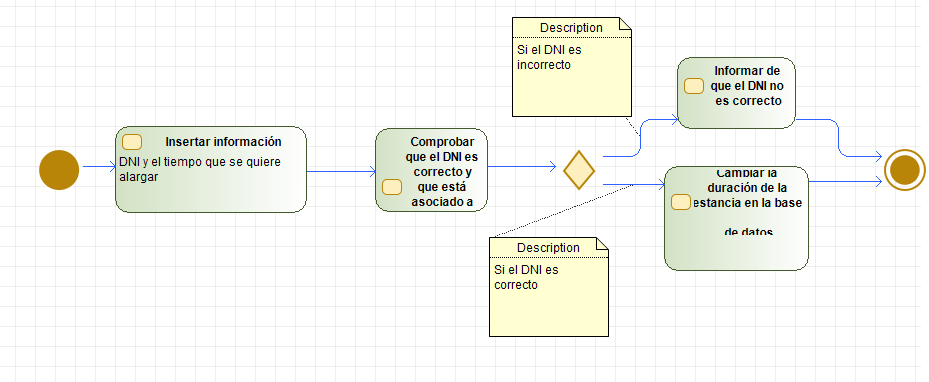 Description
Si el DNI es
incorrecto
Informar de
que el DNI no
es correcto
Insertar información
DNI y el tiempo que se quiere
alargar
Comprobar
que el DNI es
correcto y
que está
asociado a
Cambiar la
duración de la
estancia en la base
de datos
Description
Si el DNI es
correcto